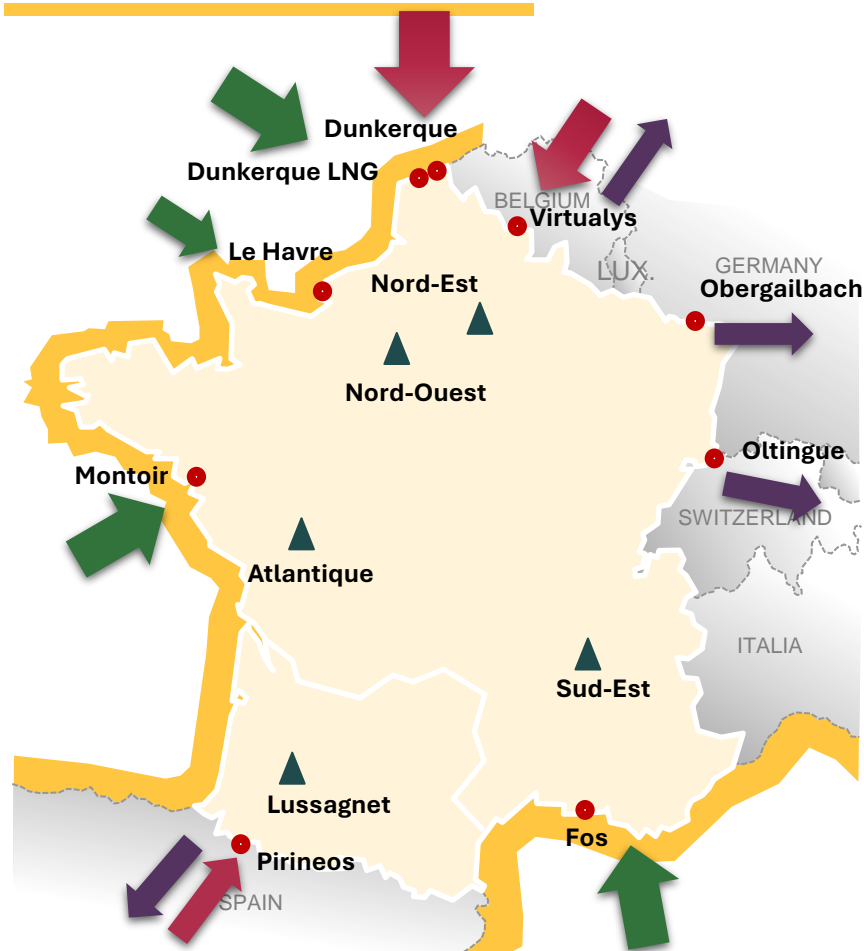 Dunkerque
Dunkerque LNG
BELGIUM
Virtualys
Le Havre
LUX.
GERMANY
Nord-Est
Obergailbach
Nord-Ouest
Oltingue
Montoir
SWITZERLAND
Atlantique
ITALIA
Sud-Est
Lussagnet
Fos
Pirineos
SPAIN